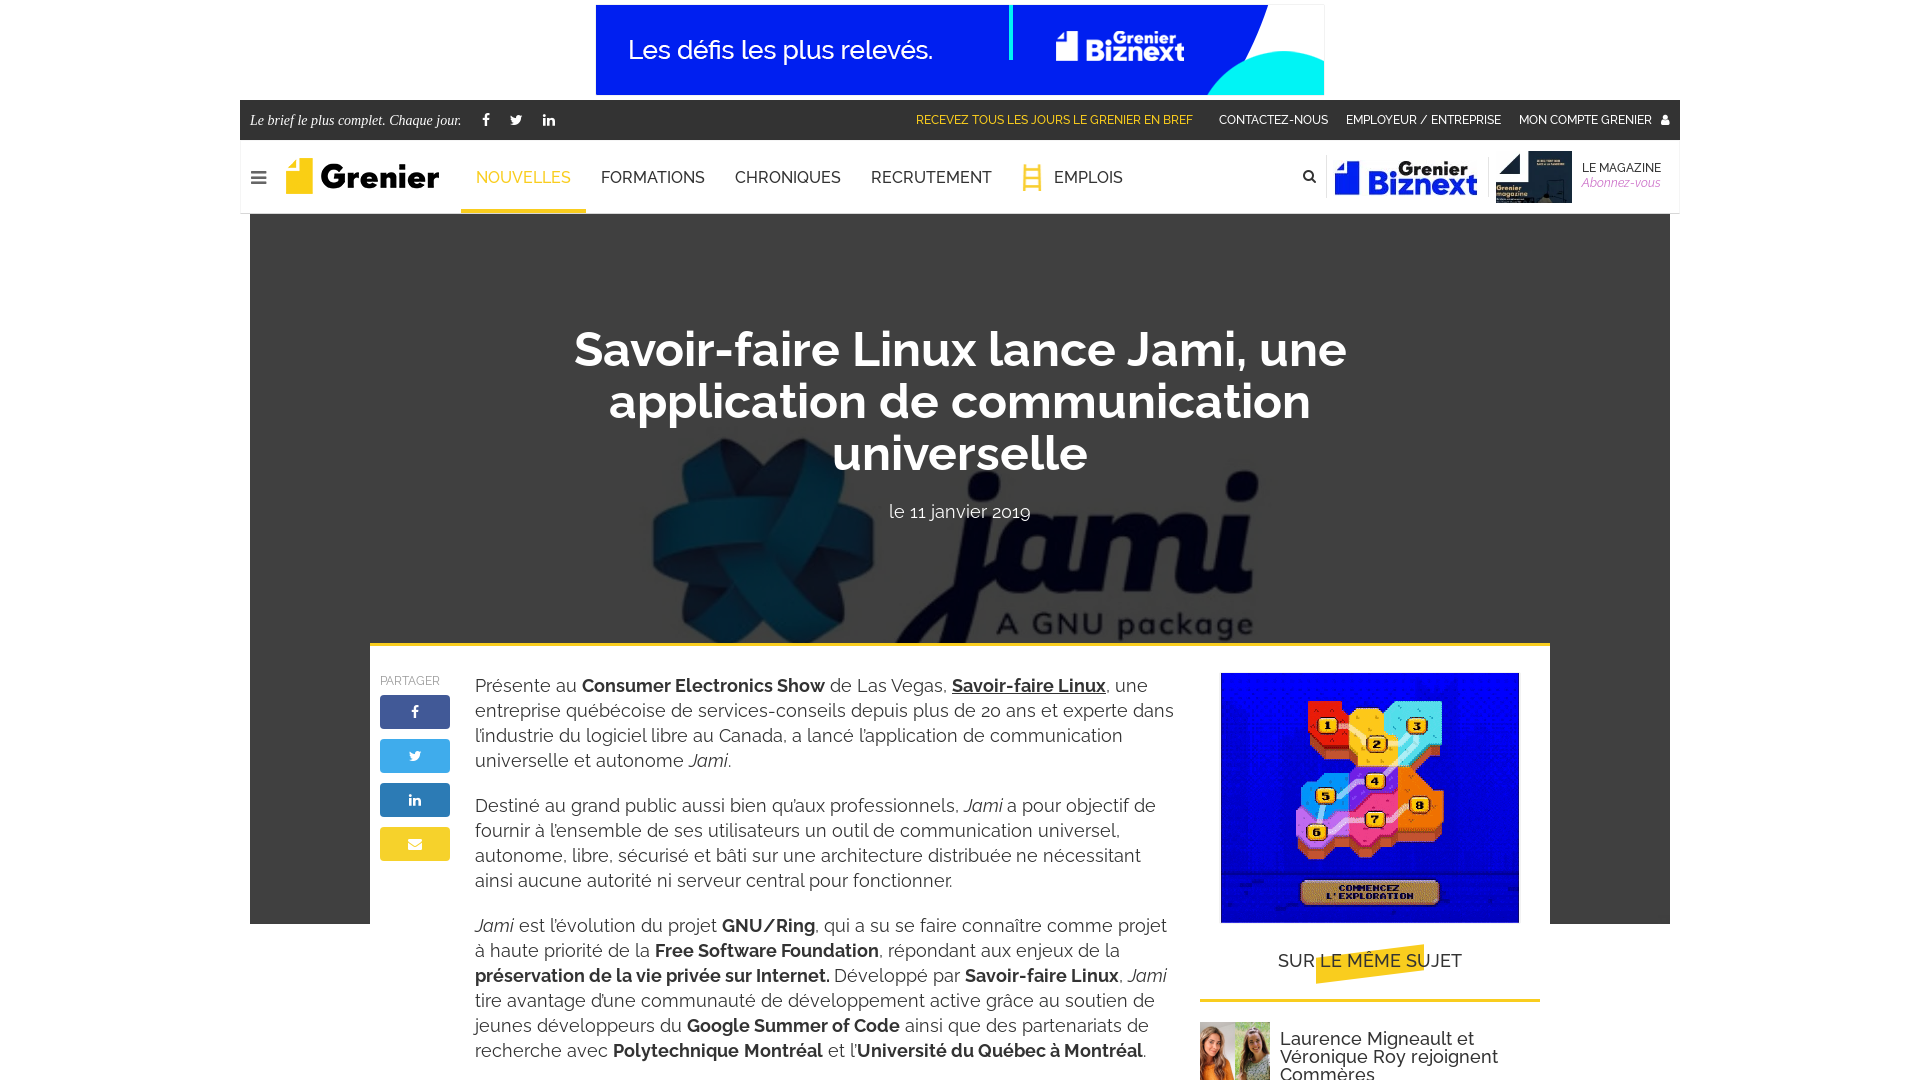 Les défis les plus relevés.
Grenier
Biznext
Le brief le plus complet. Chaque jour.
RECEVEZ TOUS LES JOURS LE GRENIER EN BREF
CONTACTEZ-NOUS
EMPLOYEUR / ENTREPRISE
MON COMPTE GRENIER
Grenier
NOUVELLES
FORMATIONS
CHRONIQUES
RECRUTEMENT
EMPLOIS
Grenier
Biznext
Grenier
magazine
LE MAGAZINE
Abonnez-vous
Savoir-faire Linux lance Jami, une
application de communication
universelle
le 11 janvier 2019
jami
A GNU package
PARTAGER
Présente au Consumer Electronics Show de Las Vegas, Savoir-faire Linux, une
entreprise québécoise de services-conseils depuis plus de 20 ans et experte dans
l’industrie du logiciel libre au Canada, a lancé l’application de communication
universelle et autonome Jami.
Destiné au grand public aussi bien qu’aux professionnels, Jami a pour objectif de
fournir à l’ensemble de ses utilisateurs un outil de communication universel,
autonome, libre, sécurisé et bâti sur une architecture distribuée ne nécessitant
ainsi aucune autorité ni serveur central pour fonctionner.
Jami est l’évolution du projet GNU/Ring, qui a su se faire connaître comme projet
à haute priorité de la Free Software Foundation, répondant aux enjeux de la
préservation de la vie privée sur Internet. Développé par Savoir-faire Linux, Jami
tire avantage d’une communauté de développement active grâce au soutien de
jeunes développeurs du Google Summer of Code ainsi que des partenariats de
recherche avec Polytechnique Montréal et l’Université du Québec à Montréal.
1
2
3
4
5
6
7
8
COMMENCEZ
L'EXPLORATION
SUR LE MÊME SUJET
Laurence Migneault et
Véronique Roy rejoignent
Commères